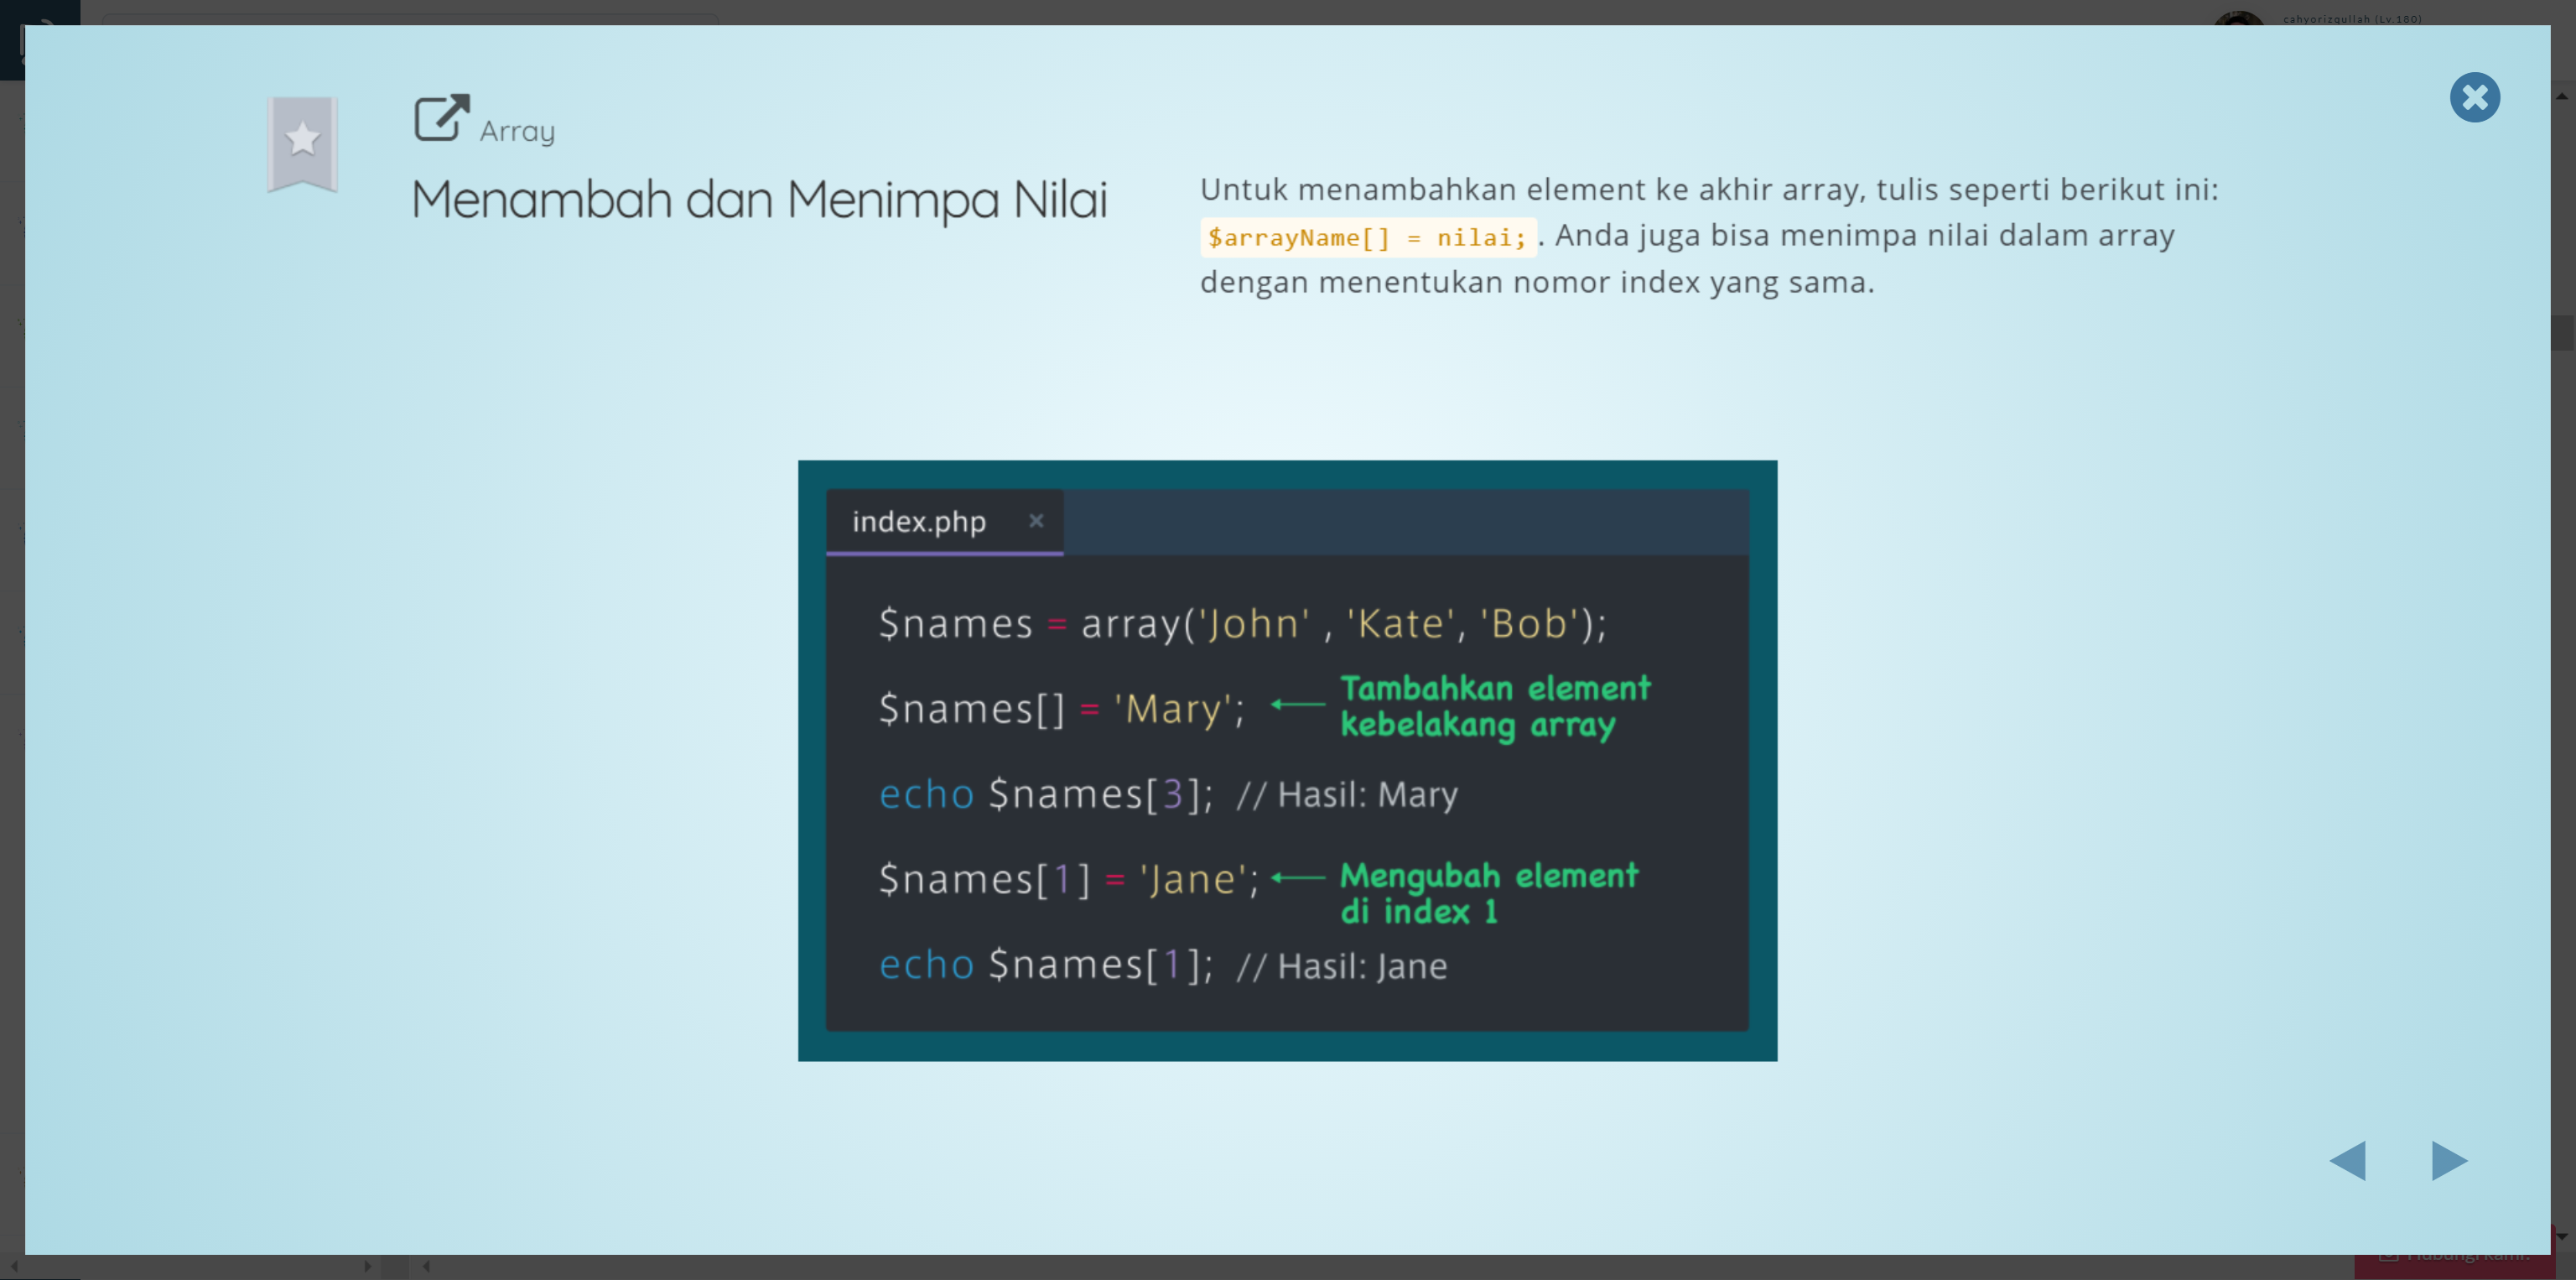 cahyorizqullah (Lv.180)
Array
Menambah dan Menimpa Nilai
Untuk menambahkan element ke akhir array, tulis seperti berikut ini:
$arrayName[] = nilai; . Anda juga bisa menimpa nilai dalam array
dengan menentukan nomor index yang sama.
index.php ×
$names = array('John' , 'Kate', 'Bob');
$names[] = 'Mary'; ← Tambahkan element
kebelakang array
echo $names[3]; // Hasil: Mary
$names[1] = 'Jane'; ← Mengubah element
di index 1
echo $names[1]; // Hasil: Jane